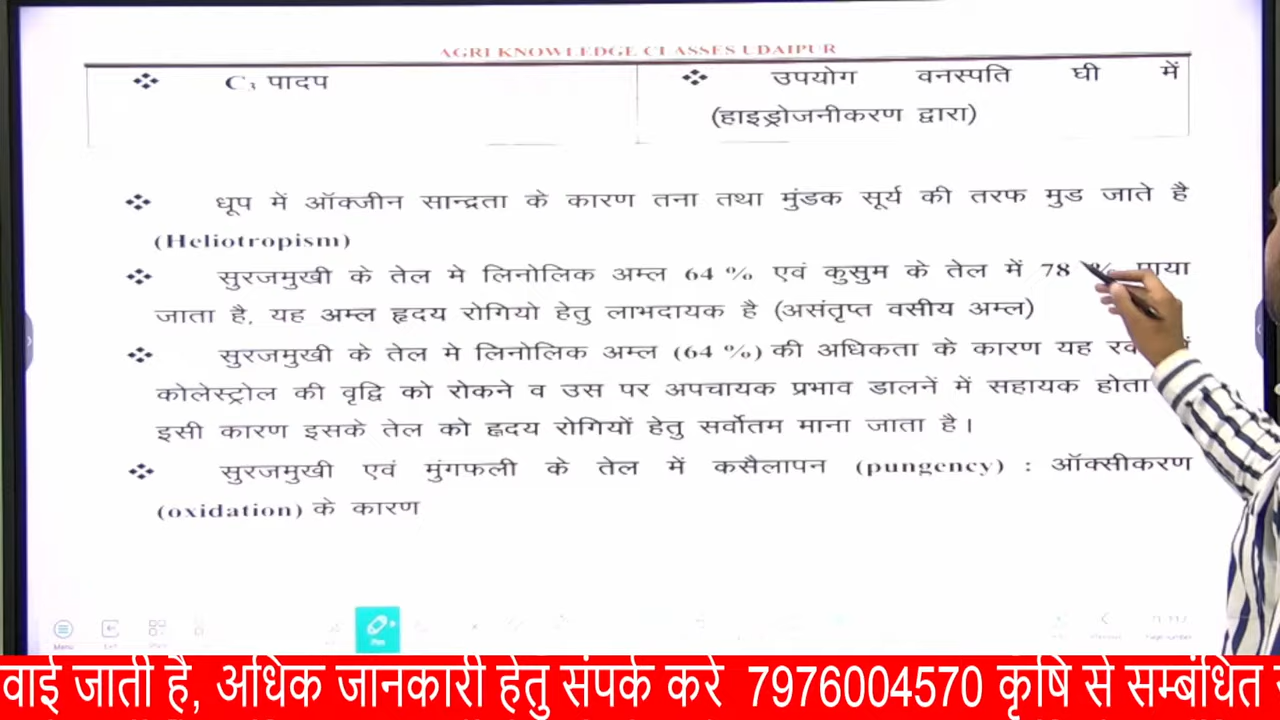 AGRI KNOWLEDGE CLASSES UDAIPUR
❖ C₃ पादप
❖ उपयोग वनस्पति घी में
(हाइड्रोजनीकरण द्वारा)
❖ धूप में ऑक्जीन सान्द्रता के कारण तना तथा मुंडक सूर्य की तरफ मुड जाते है
(Heliotropism)
❖ सुरजमुखी के तेल मे लिनोलिक अम्ल 64 % एवं कुसुम के तेल में 78 % पाया
जाता है, यह अम्ल हृदय रोगियो हेतु लाभदायक है (असंतृप्त वसीय अम्ल)
❖ सुरजमुखी के तेल मे लिनोलिक अम्ल (64 %) की अधिकता के कारण यह
कोलेस्ट्रोल की वृद्वि को रोकने व उस पर अपचायक प्रभाव डालनें में सहायक होता
इसी कारण इसके तेल को हृदय रोगियों हेतु सर्वोतम माना जाता है।
❖ सुरजमुखी एवं मुंगफली के तेल में कसैलापन (pungency) : ऑक्सीकरण
(oxidation) के कारण
Menu
Pen
वाई जाती है, अधिक जानकारी हेतु संपर्क करे 7976004570 कृषि से सम्बंधित